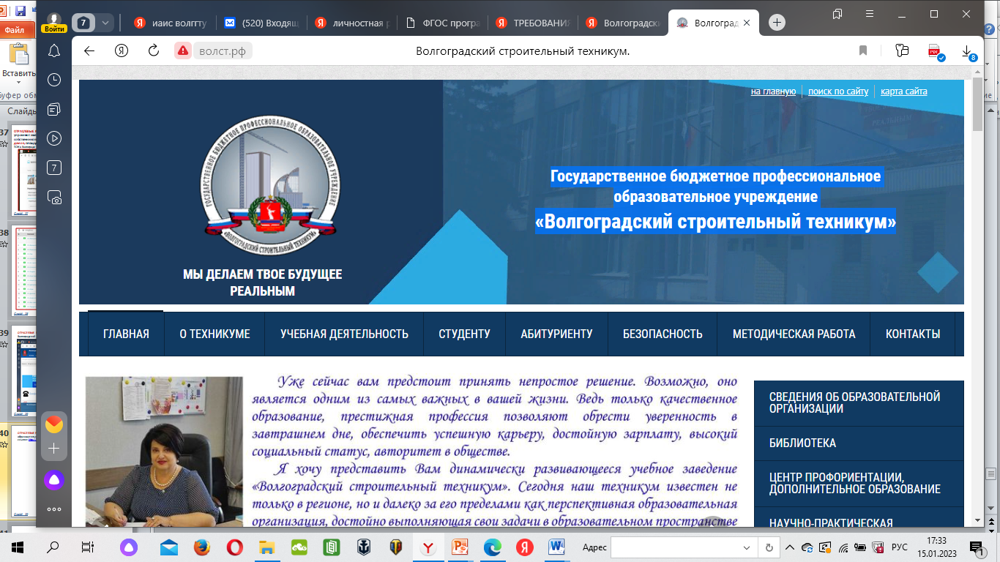 Файл
Войти
7
иаис волгтту
(520) Входящ
личностная р
ФГОС програ
ТРЕБОВАНИЯ
Волгоградск
Волгоград
Вставить
волст.рф
Волгоградский строительный техникум.
8
Слайды
на главную
поиск по сайту
карта сайта
ГОСУДАРСТВЕННОЕ БЮДЖЕТНОЕ ПРОФЕССИОНАЛЬНОЕ ОБРАЗОВАТЕЛЬНОЕ УЧРЕЖДЕНИЕ
«ВОЛГОГРАДСКИЙ СТРОИТЕЛЬНЫЙ ТЕХНИКУМ»
МЫ ДЕЛАЕМ ТВОЕ БУДУЩЕЕ
РЕАЛЬНЫМ
Государственное бюджетное профессиональное
образовательное учреждение
«Волгоградский строительный техникум»
37
38
39
40
7
ГЛАВНАЯ
О ТЕХНИКУМЕ
УЧЕБНАЯ ДЕЯТЕЛЬНОСТЬ
СТУДЕНТУ
АБИТУРИЕНТУ
БЕЗОПАСНОСТЬ
МЕТОДИЧЕСКАЯ РАБОТА
КОНТАКТЫ
Уже сейчас вам предстоит принять непростое решение. Возможно, оно
является одним из самых важных в вашей жизни. Ведь только качественное
образование, престижная профессия позволяют обрести уверенность в
завтрашнем дне, обеспечить успешную карьеру, достойную зарплату, высокий
социальный статус, авторитет в обществе.
Я хочу представить Вам динамически развивающееся учебное заведение
«Волгоградский строительный техникум». Сегодня наш техникум известен не
только в регионе, но и далеко за его пределами как перспективная образовательная
организация, достойно выполняющая свои задачи в образовательном пространстве
СВЕДЕНИЯ ОБ ОБРАЗОВАТЕЛЬНОЙ
ОРГАНИЗАЦИИ
БИБЛИОТЕКА
ЦЕНТР ПРОФОРИЕНТАЦИИ,
ДОПОЛНИТЕЛЬНОЕ ОБРАЗОВАНИЕ
НАУЧНО-ПРАКТИЧЕСКАЯ
Адрес
РУС
17:33
15.01.2023
1